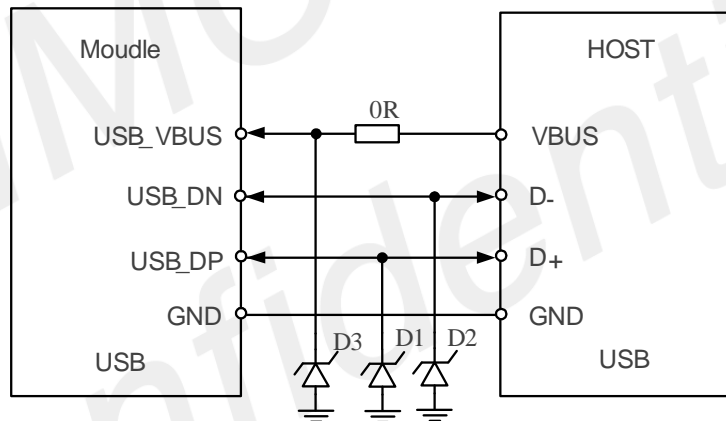 Moudle
HOST
0R
USB_VBUS
VBUS
USB_DN
D-
USB_DP
D+
GND
GND
D3
D1
D2
USB
USB